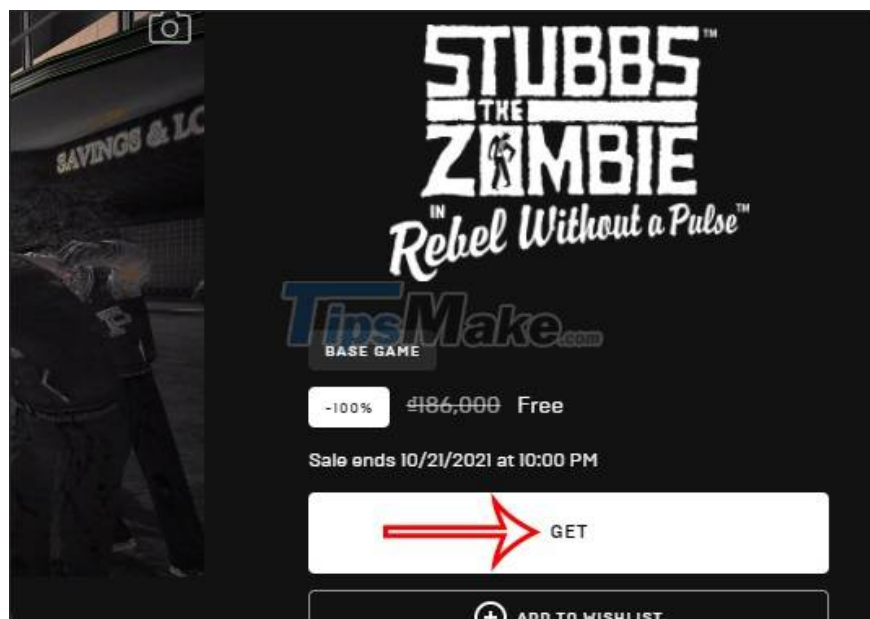 SAVINGS & LO
STUBBS™
THE
ZOMBIE
IN
Rebel Without a Pulse™
TipsMake.com
BASE GAME
-100% ₫186,000 Free
Sale ends 10/21/2021 at 10:00 PM
GET
ADD TO WISHLIST